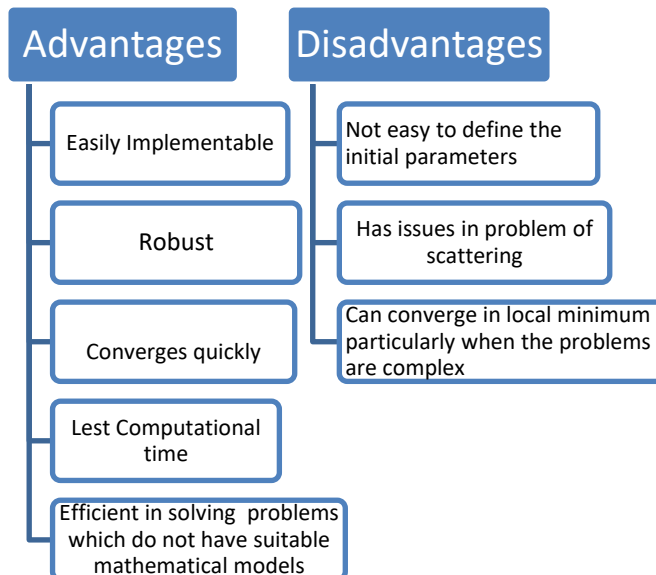 Advantages
Easily Implementable
Robust
Converges quickly
Lest Computational
time
Efficient in solving problems
which do not have suitable
mathematical models
Disadvantages
Not easy to define the
initial parameters
Has issues in problem of
scattering
Can converge in local minimum
particularly when the problems
are complex